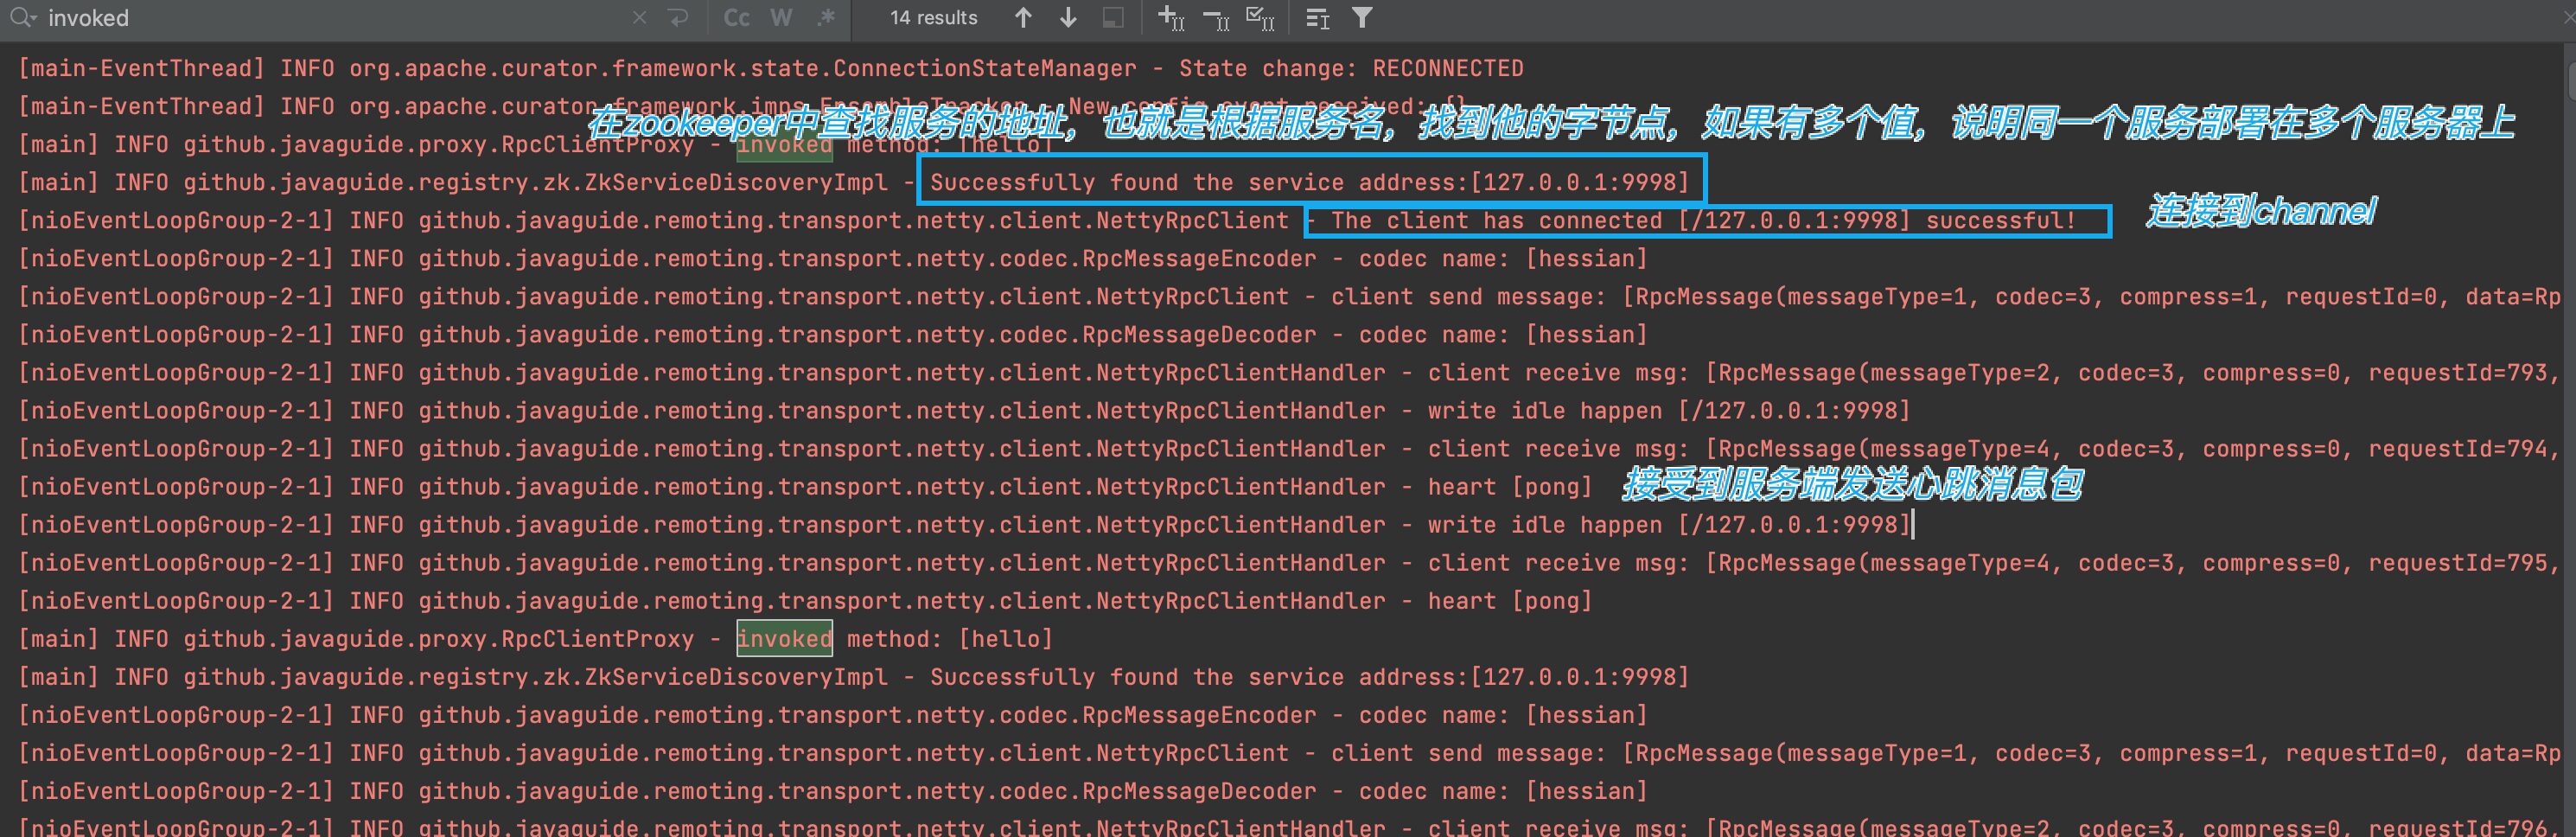 invoked
Cc W .* 14 results
[main-EventThread] INFO org.apache.curator.framework.state.ConnectionStateManager - State change: RECONNECTED
[main-EventThread] INFO org.apache.curator.framework.imps.EnsembleTracker - New config event received: {}
在zookeeper中查找服务的地址，也就是根据服务名，找到他的字节点，如果有多个值，说明同一个服务部署在多个服务器上
[main] INFO github.javaguide.proxy.RpcClientProxy - invoked method: [hello]
[main] INFO github.javaguide.registry.zk.ZkServiceDiscoveryImpl - Successfully found the service address:[127.0.0.1:9998]
[nioEventLoopGroup-2-1] INFO github.javaguide.remoting.transport.netty.client.NettyRpcClient - The client has connected [/127.0.0.1:9998] successful!
连接到channel
[nioEventLoopGroup-2-1] INFO github.javaguide.remoting.transport.netty.codec.RpcMessageEncoder - codec name: [hessian]
[nioEventLoopGroup-2-1] INFO github.javaguide.remoting.transport.netty.client.NettyRpcClient - client send message: [RpcMessage(messageType=1, codec=3, compress=1, requestId=0, data=Rp
[nioEventLoopGroup-2-1] INFO github.javaguide.remoting.transport.netty.codec.RpcMessageDecoder - codec name: [hessian]
[nioEventLoopGroup-2-1] INFO github.javaguide.remoting.transport.netty.client.NettyRpcClientHandler - client receive msg: [RpcMessage(messageType=2, codec=3, compress=0, requestId=793,
[nioEventLoopGroup-2-1] INFO github.javaguide.remoting.transport.netty.client.NettyRpcClientHandler - write idle happen [/127.0.0.1:9998]
[nioEventLoopGroup-2-1] INFO github.javaguide.remoting.transport.netty.client.NettyRpcClientHandler - client receive msg: [RpcMessage(messageType=4, codec=3, compress=0, requestId=794,
[nioEventLoopGroup-2-1] INFO github.javaguide.remoting.transport.netty.client.NettyRpcClientHandler - heart [pong]
接受到服务端发送心跳消息包
[nioEventLoopGroup-2-1] INFO github.javaguide.remoting.transport.netty.client.NettyRpcClientHandler - write idle happen [/127.0.0.1:9998]
[nioEventLoopGroup-2-1] INFO github.javaguide.remoting.transport.netty.client.NettyRpcClientHandler - client receive msg: [RpcMessage(messageType=4, codec=3, compress=0, requestId=795,
[nioEventLoopGroup-2-1] INFO github.javaguide.remoting.transport.netty.client.NettyRpcClientHandler - heart [pong]
[main] INFO github.javaguide.proxy.RpcClientProxy - invoked method: [hello]
[main] INFO github.javaguide.registry.zk.ZkServiceDiscoveryImpl - Successfully found the service address:[127.0.0.1:9998]
[nioEventLoopGroup-2-1] INFO github.javaguide.remoting.transport.netty.codec.RpcMessageEncoder - codec name: [hessian]
[nioEventLoopGroup-2-1] INFO github.javaguide.remoting.transport.netty.client.NettyRpcClient - client send message: [RpcMessage(messageType=1, codec=3, compress=1, requestId=0, data=Rp
[nioEventLoopGroup-2-1] INFO github.javaguide.remoting.transport.netty.codec.RpcMessageDecoder - codec name: [hessian]
[nioEventLoopGroup-2-1] INFO github.javaguide.remoting.transport.netty.client.NettyRpcClientHandler - client receive msg: [RpcMessage(messageType=2, codec=3, compress=0, requestId=796,